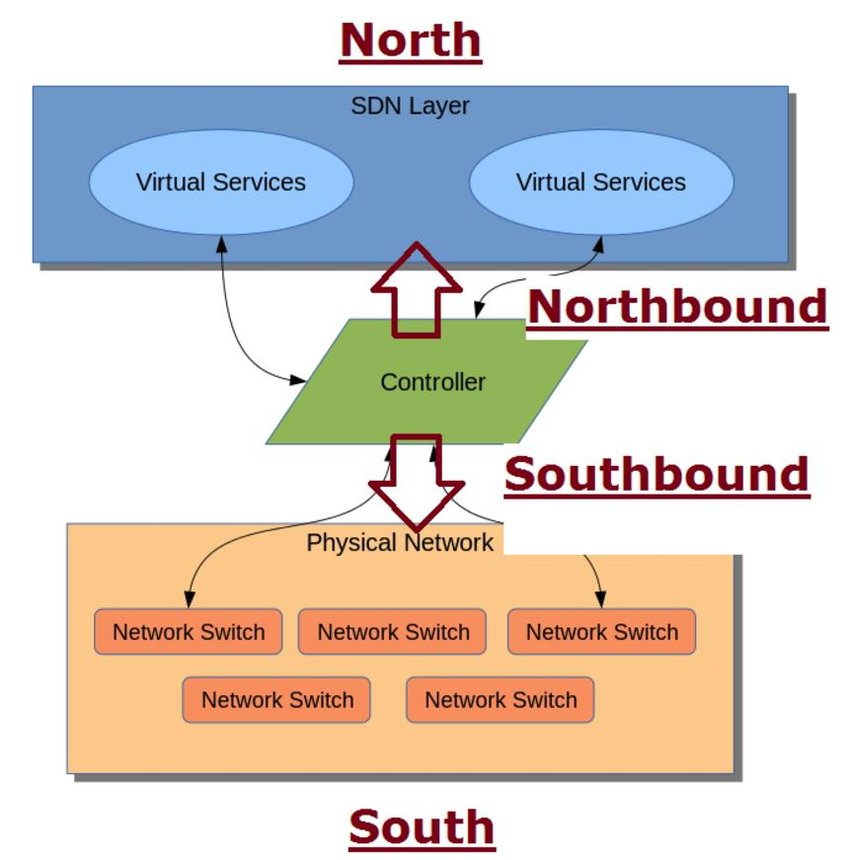 North
SDN Layer
Virtual Services
Virtual Services
Northbound
Controller
Southbound
Physical Network
Network Switch
Network Switch
Network Switch
Network Switch
Network Switch
South